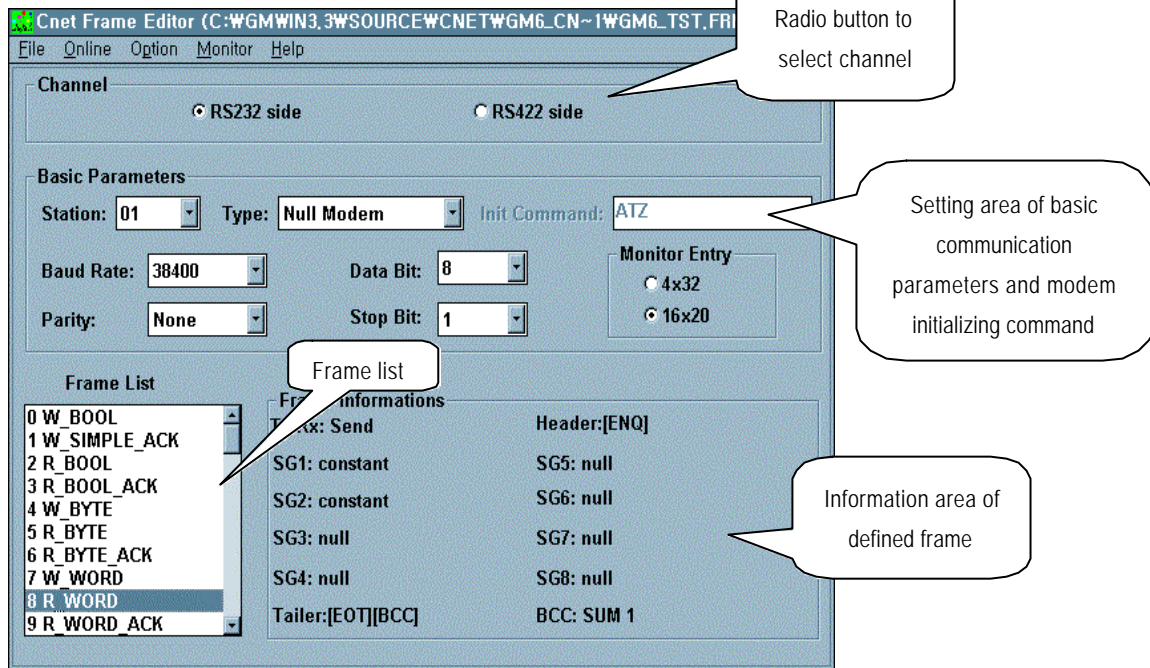 Cnet Frame Editor (C:₩GM₩WIN3,3₩SOURCE₩CNET₩GM6_CN~1₩GM6_TST,FRM
File Online Option Monitor Help
Radio button to
select channel
Channel
RS232 side RS422 side
Basic Parameters
Station: 01 Type: Null Modem Init Command: ATZ
Baud Rate: 38400 Data Bit: 8
Monitor Entry
4x32
16x20
Parity: None Stop Bit: 1
Setting area of basic
communication
parameters and modem
initializing command
Frame List
Frame list
0 W_BOOL
1 W_SIMPLE_ACK
2 R_BOOL
3 R_BOOL_ACK
4 W_BYTE
5 R_BYTE
6 R_BYTE_ACK
7 W_WORD
8 R_WORD
9 R_WORD_ACK
Informations
Send Header:[ENQ]
SG1: constant SG5: null
SG2: constant SG6: null
SG3: null SG7: null
SG4: null SG8: null
Tailer:[EOT][BCC] BCC: SUM 1
Information area of
defined frame